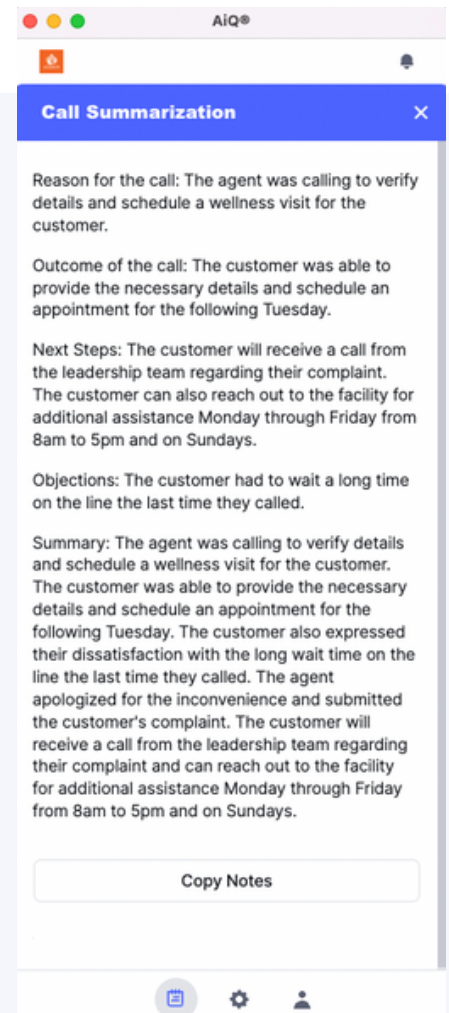 AiQ®
Call Summarization
Reason for the call: The agent was calling to verify
details and schedule a wellness visit for the
customer.
Outcome of the call: The customer was able to
provide the necessary details and schedule an
appointment for the following Tuesday.
Next Steps: The customer will receive a call from
the leadership team regarding their complaint.
The customer can also reach out to the facility for
additional assistance Monday through Friday from
8am to 5pm and on Sundays.
Objections: The customer had to wait a long time
on the line the last time they called.
Summary: The agent was calling to verify details
and schedule a wellness visit for the customer.
The customer was able to provide the necessary
details and schedule an appointment for the
following Tuesday. The customer also expressed
their dissatisfaction with the long wait time on the
line the last time they called. The agent
apologized for the inconvenience and submitted
the customer's complaint. The customer will
receive a call from the leadership team regarding
their complaint and can reach out to the facility
for additional assistance Monday through Friday
from 8am to 5pm and on Sundays.
Copy Notes